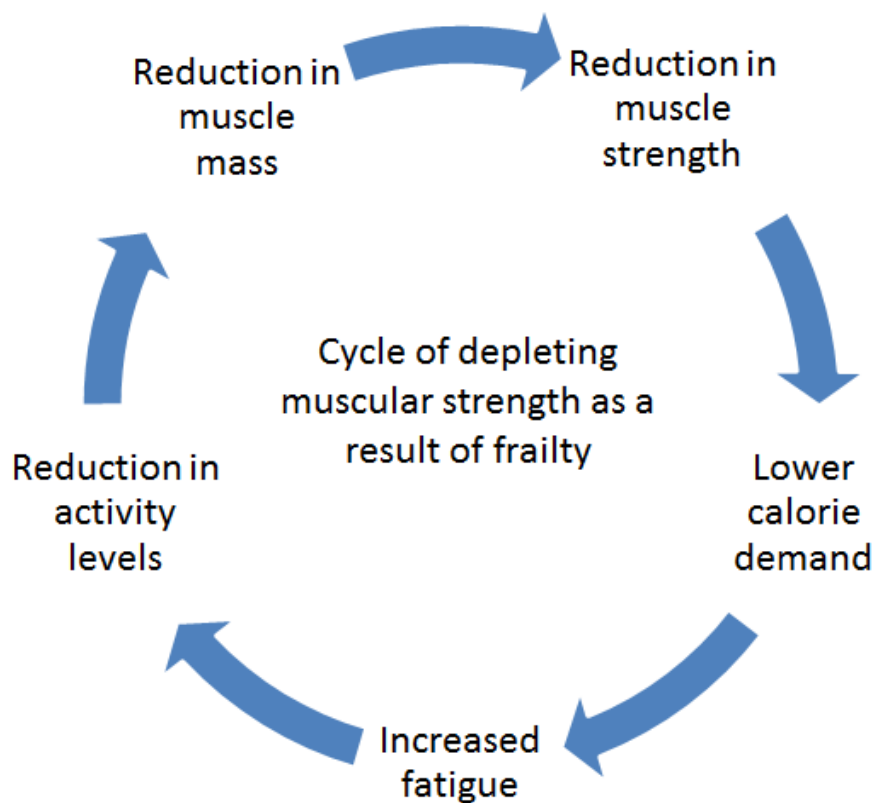 Reduction in
muscle
mass
Reduction in
muscle
strength
Lower
calorie
demand
Increased
fatigue
Reduction in
activity
levels
Cycle of depleting
muscular strength as a
result of frailty